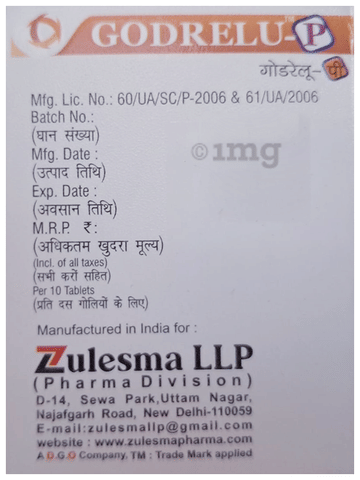 GODRELU-P
गोडरेलू-पी
Mfg. Lic. No.: 60/UA/SC/P-2006 & 61/UA/2006
Batch No.:
(घान संख्या)
Mfg. Date :
(उत्पाद तिथि)
Exp. Date :
(अवसान तिथि)
M.R.P. ₹:
(अधिकतम खुदरा मूल्य)
(Incl. of all taxes)
(सभी करों सहित)
Per 10 Tablets
(प्रति दस गोलियों के लिए)
©1mg
Manufactured in India for :
Zulesma LLP
(Pharma Division)
D-14, Sewa Park,Uttam Nagar,
Najafgarh Road, New Delhi-110059
E-mail:zulesmallp@gmail.com
website : www.zulesmapharma.com
A D.G.O Company, TM : Trade Mark applied